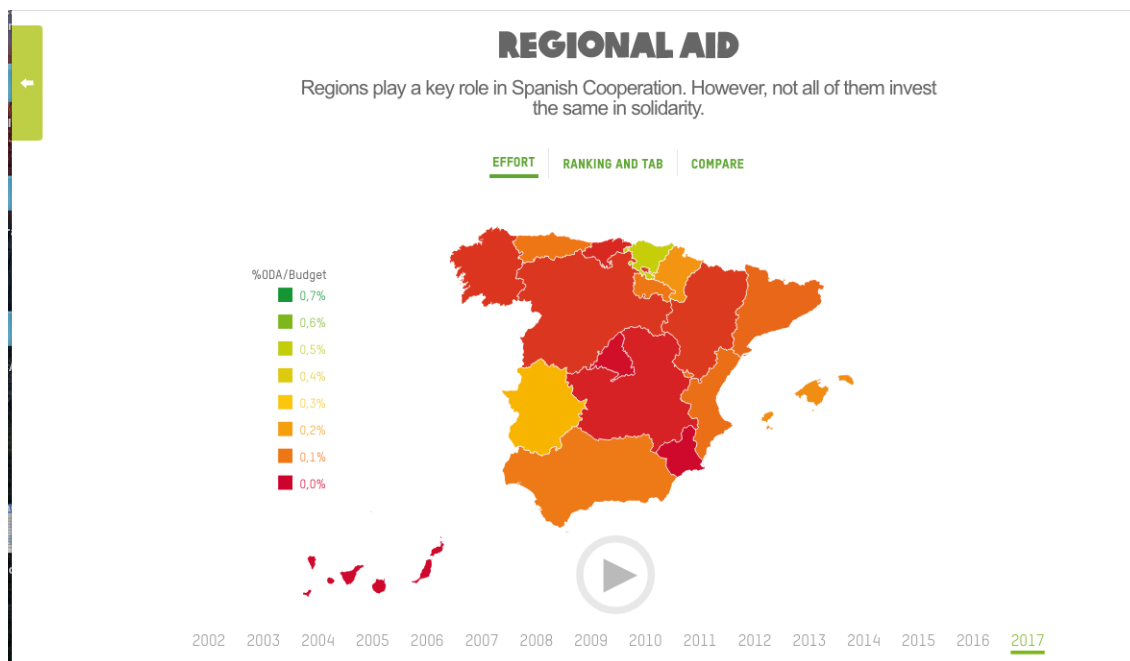 REGIONAL AID
Regions play a key role in Spanish Cooperation. However, not all of them invest
the same in solidarity.
EFFORT
RANKING AND TAB
COMPARE
%ODA/Budget
0,7%
0,6%
0,5%
0,4%
0,3%
0,2%
0,1%
0,0%
2002 2003 2004 2005 2006 2007 2008 2009 2010 2011 2012 2013 2014 2015 2016 2017